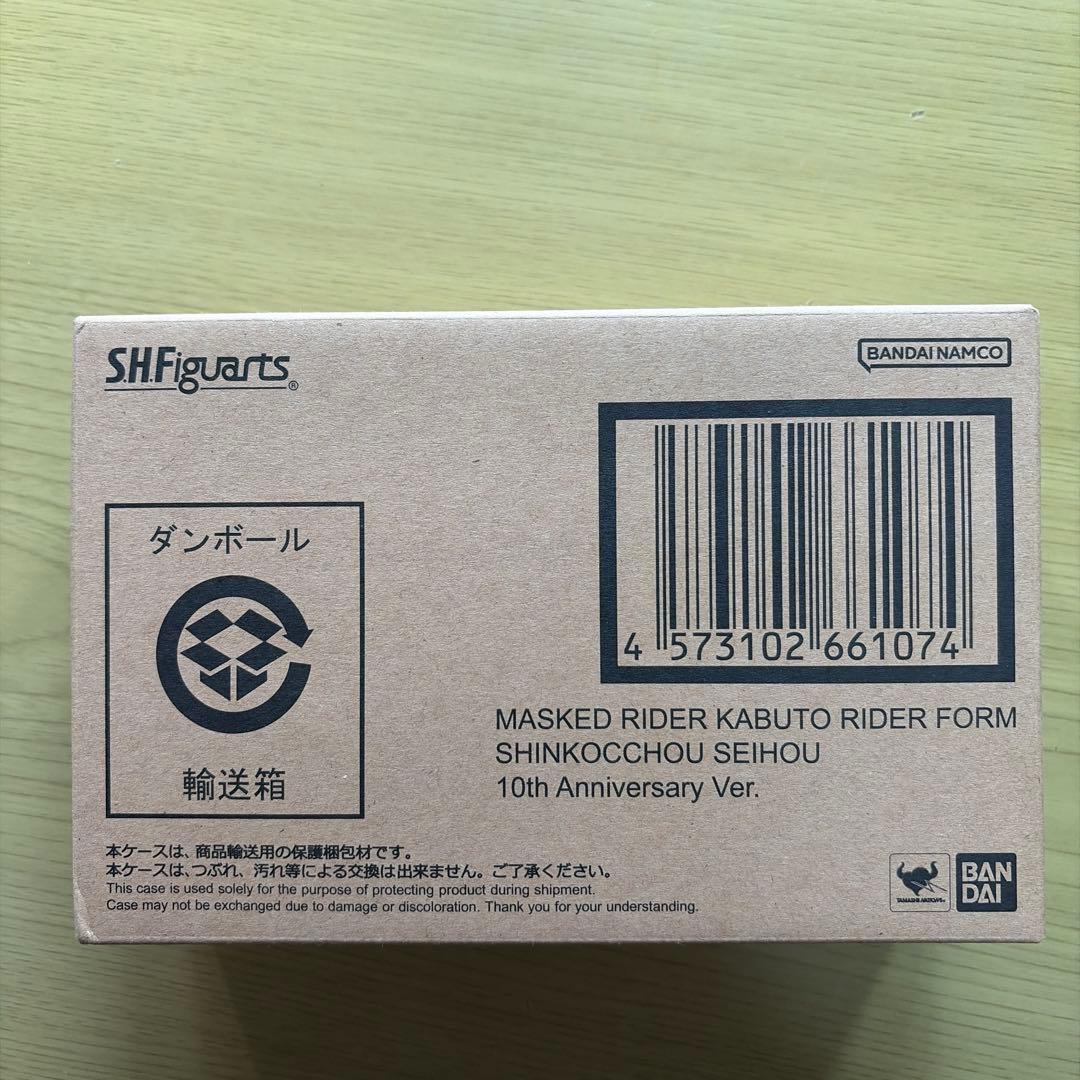 S.H.Figuarts®
BANDAI NAMCO
4 573102 661074
ダンボール
輸送箱
MASKED RIDER KABUTO RIDER FORM
SHINKOCCHOU SEIHOU
10th Anniversary Ver.
本ケースは、商品輸送用の保護梱包材です。
本ケースは、つぶれ、汚れ等による交換は出来ません。ご了承ください。
This case is used solely for the purpose of protecting product during shipment.
Case may not be exchanged due to damage or discoloration. Thank you for your understanding.
TAMASHII NATIONS
BAN
DAI